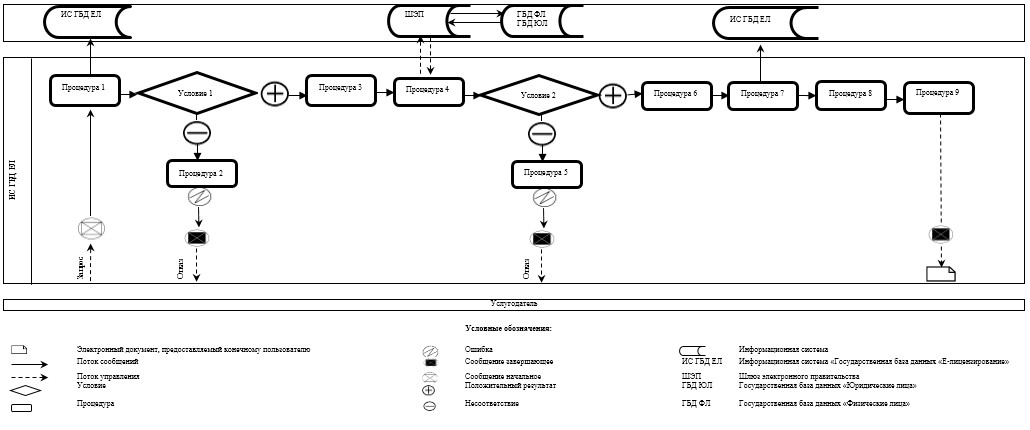 ИС ГБД ЕЛ
ШЭП
ГБД ФЛ
ГБД ЮЛ
ИС ГБД ЕЛ
ИС ГБД ЕЛ
Процедура 1
Условие 1
Процедура 3
Процедура 4
Условие 2
Процедура 6
Процедура 7
Процедура 8
Процедура 9
Процедура 2
Процедура 5
Запрос
Отказ
Отказ
Услугодатель
Условные обозначения:
Электронный документ, предоставляемый конечному пользователю
Поток сообщений
Поток управления
Условие
Процедура
Ошибка
Сообщение завершающее
Сообщение начальное
Положительный результат
Несоответствие
Информационная система
ИС ГБД ЕЛ Информационная система «Государственная база данных «Е-лицензирование»
ШЭП Шлюз электронного правительства
ГБД ЮЛ Государственная база данных «Юридические лица»
ГБД ФЛ Государственная база данных «Физические лица»